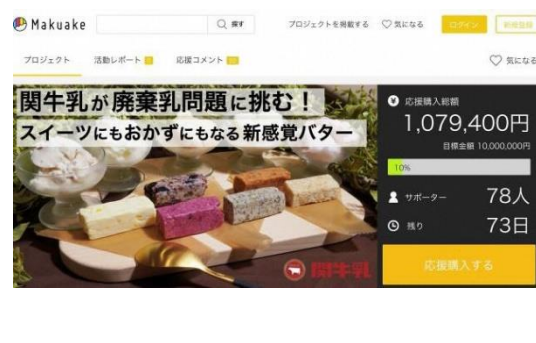 Makuake
探す
プロジェクトを掲載する
気になる
ログイン
新規登録
プロジェクト
活動レポート
応援コメント
気になる
関牛乳が廃棄乳問題に挑む!
スイーツにもおかずにもなる新感覚バター
関牛乳
応援購入総額
1,079,400円
目標金額 10,000,000円
10%
サポーター
78人
残り
73日
応援購入する